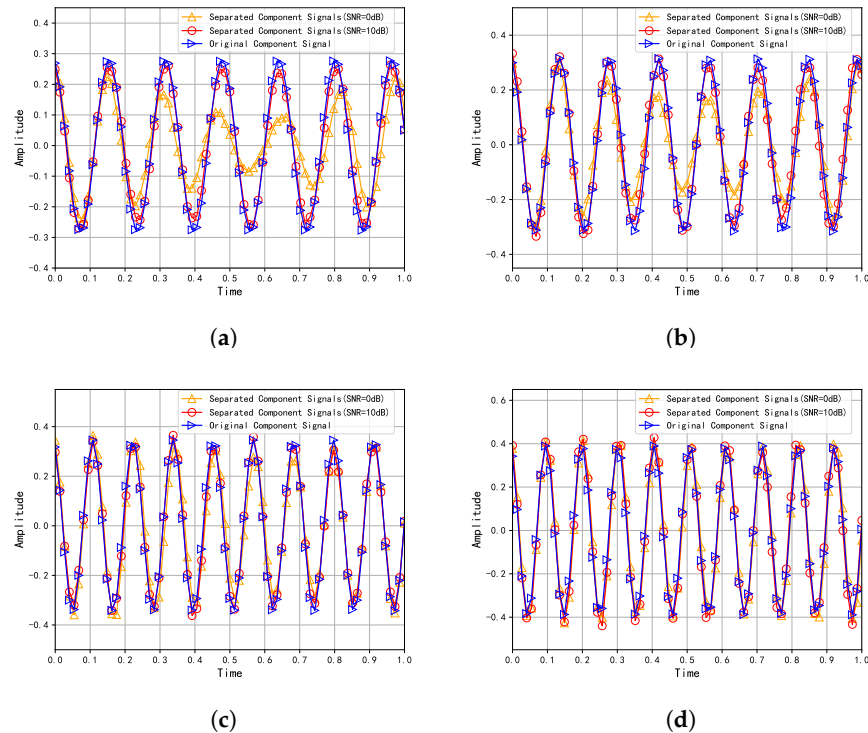 Separated Component Signals(SNR=0dB)
Separated Component Signals(SNR=10dB)
Original Component Signal
0.4
0.3
0.2
0.1
0.0
-0.1
-0.2
-0.3
-0.4
Amplitude
0.0 0.1 0.2 0.3 0.4 0.5 0.6 0.7 0.8 0.9 1.0
Time
(a)
Separated Component Signals(SNR=0dB)
Separated Component Signals(SNR=10dB)
Original Component Signal
0.4
0.2
0.0
-0.2
-0.4
Amplitude
0.0 0.1 0.2 0.3 0.4 0.5 0.6 0.7 0.8 0.9 1.0
Time
(b)
Separated Component Signals(SNR=0dB)
Separated Component Signals(SNR=10dB)
Original Component Signal
0.4
0.2
0.0
-0.2
-0.4
Amplitude
0.0 0.1 0.2 0.3 0.4 0.5 0.6 0.7 0.8 0.9 1.0
Time
(c)
Separated Component Signals(SNR=0dB)
Separated Component Signals(SNR=10dB)
Original Component Signal
0.6
0.4
0.2
0.0
-0.2
-0.4
Amplitude
0.0 0.1 0.2 0.3 0.4 0.5 0.6 0.7 0.8 0.9 1.0
Time
(d)